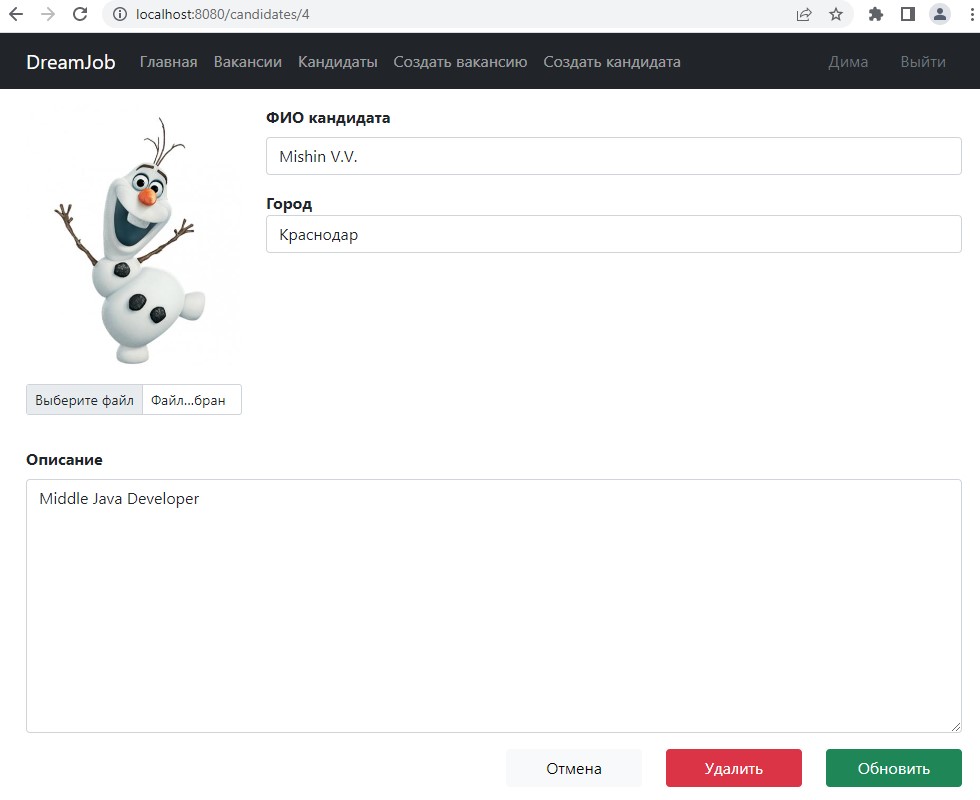 localhost:8080/candidates/4
DreamJob Главная Вакансии Кандидаты Создать вакансию Создать кандидата Дима Выйти
ФИО кандидата
Mishin V.V.
Город
Краснодар
Выберите файл Файл...бран
Описание
Middle Java Developer
Отмена Удалить Обновить